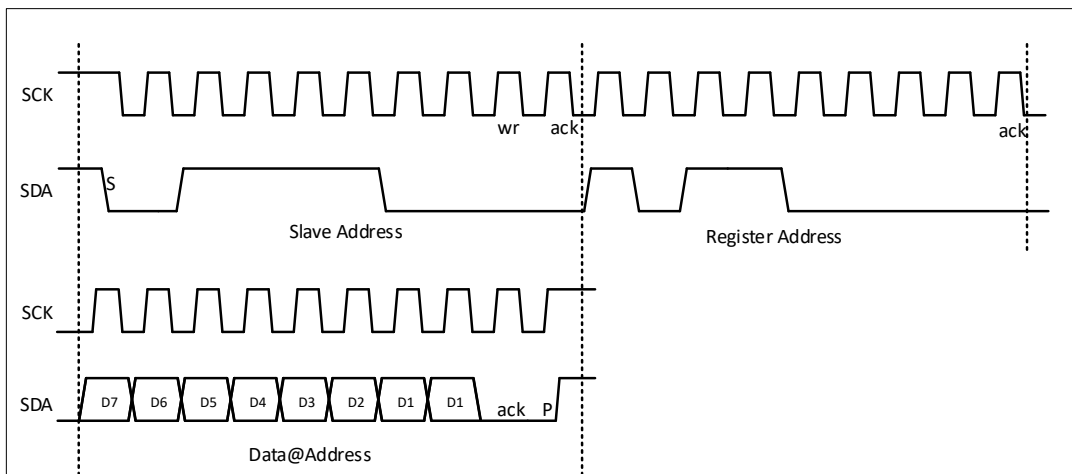 SCK
wr ack ack
SDA
S
Slave Address Register Address
SCK
SDA
D7 D6 D5 D4 D3 D2 D1 D1 ack P
Data@Address